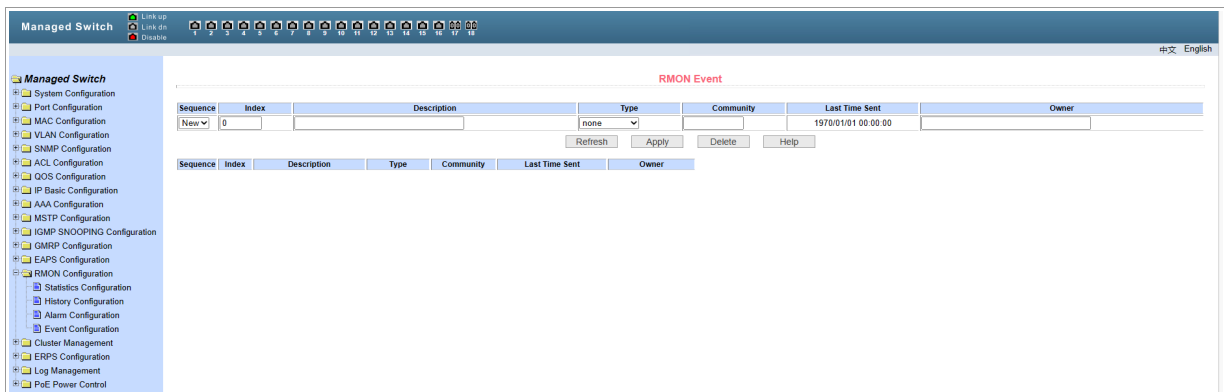 Managed Switch
Link up
Link dn
Disable
1 2 3 4 5 6 7 8 9 10 11 12 13 14 15 16 17 18
中文 English
Managed Switch
System Configuration
Port Configuration
MAC Configuration
VLAN Configuration
SNMP Configuration
ACL Configuration
QOS Configuration
IP Basic Configuration
AAA Configuration
MSTP Configuration
IGMP SNOOPING Configuration
GMRP Configuration
EAPS Configuration
RMON Configuration
Statistics Configuration
History Configuration
Alarm Configuration
Event Configuration
Cluster Management
ERPS Configuration
Log Management
PoE Power Control
RMON Event
Sequence Index Description Type Community Last Time Sent Owner
New 0 none 1970/01/01 00:00:00
Refresh Apply Delete Help
Sequence Index Description Type Community Last Time Sent Owner